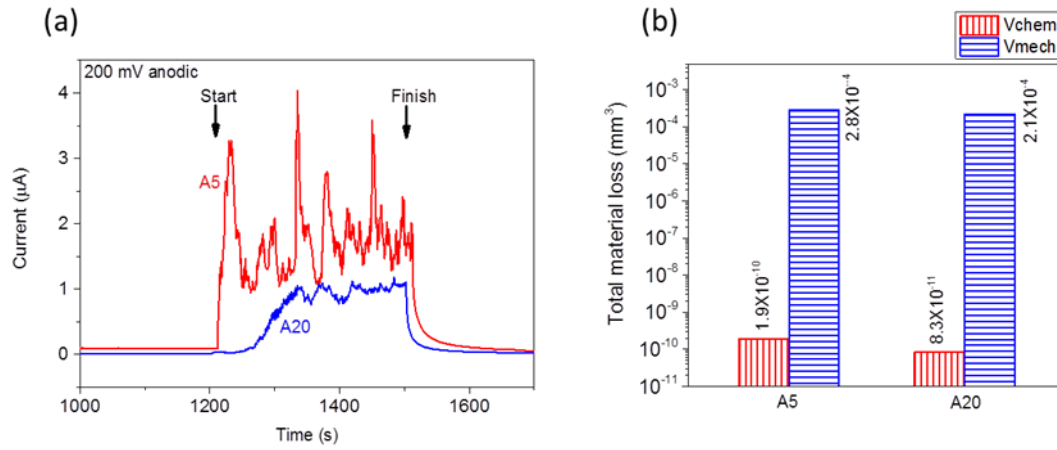 (a)
200 mV anodic
Start
Finish
A5
A20
4
3
2
1
0
Current (µA)
1000
1200
1400
1600
Time (s)
(b)
Vchem
Vmech
10⁻³
10⁻⁴
10⁻⁵
10⁻⁶
10⁻⁷
10⁻⁸
10⁻⁹
10⁻¹⁰
10⁻¹¹
Total material loss (mm³)
1.9X10⁻¹⁰
2.8X10⁻⁴
8.3X10⁻¹¹
2.1X10⁻⁴
A5
A20